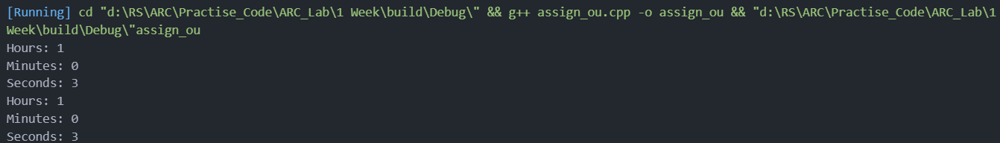 [Running] cd "d:\RS\ARC\Practise_Code\ARC_Lab\1 Week\build\Debug\" && g++ assign_ou.cpp -o assign_ou && "d:\RS\ARC\Practise_Code\ARC_Lab\1
Week\build\Debug\"assign_ou
Hours: 1
Minutes: 0
Seconds: 3
Hours: 1
Minutes: 0
Seconds: 3